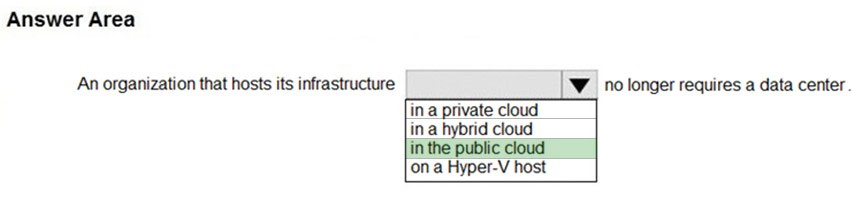 Answer Area
An organization that hosts its infrastructure no longer requires a data center.
in a private cloud
in a hybrid cloud
in the public cloud
on a Hyper-V host